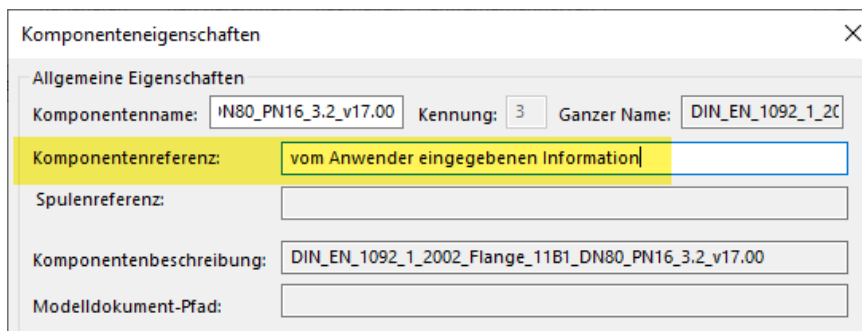 Komponenteneigenschaften
Allgemeine Eigenschaften
Komponentenname: DN80_PN16_3.2_v17.00 Kennung: 3 Ganzer Name: DIN_EN_1092_1_20
Komponentenreferenz: vom Anwender eingegebenen Information
Spulenreferenz:
Komponentenbeschreibung: DIN_EN_1092_1_2002_Flange_11B1_DN80_PN16_3.2_v17.00
Modelldokument-Pfad: